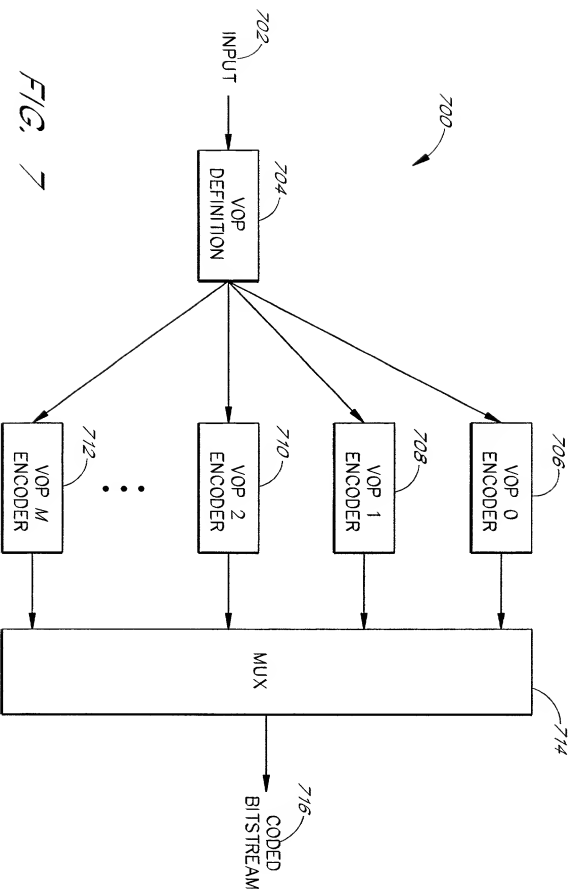 700
702
INPUT
704
VOP
DEFINITION
706
VOP 0
ENCODER
708
VOP 1
ENCODER
710
VOP 2
ENCODER
712
VOP M
ENCODER
714
MUX
716
CODED
BITSTREAM
FIG. 7